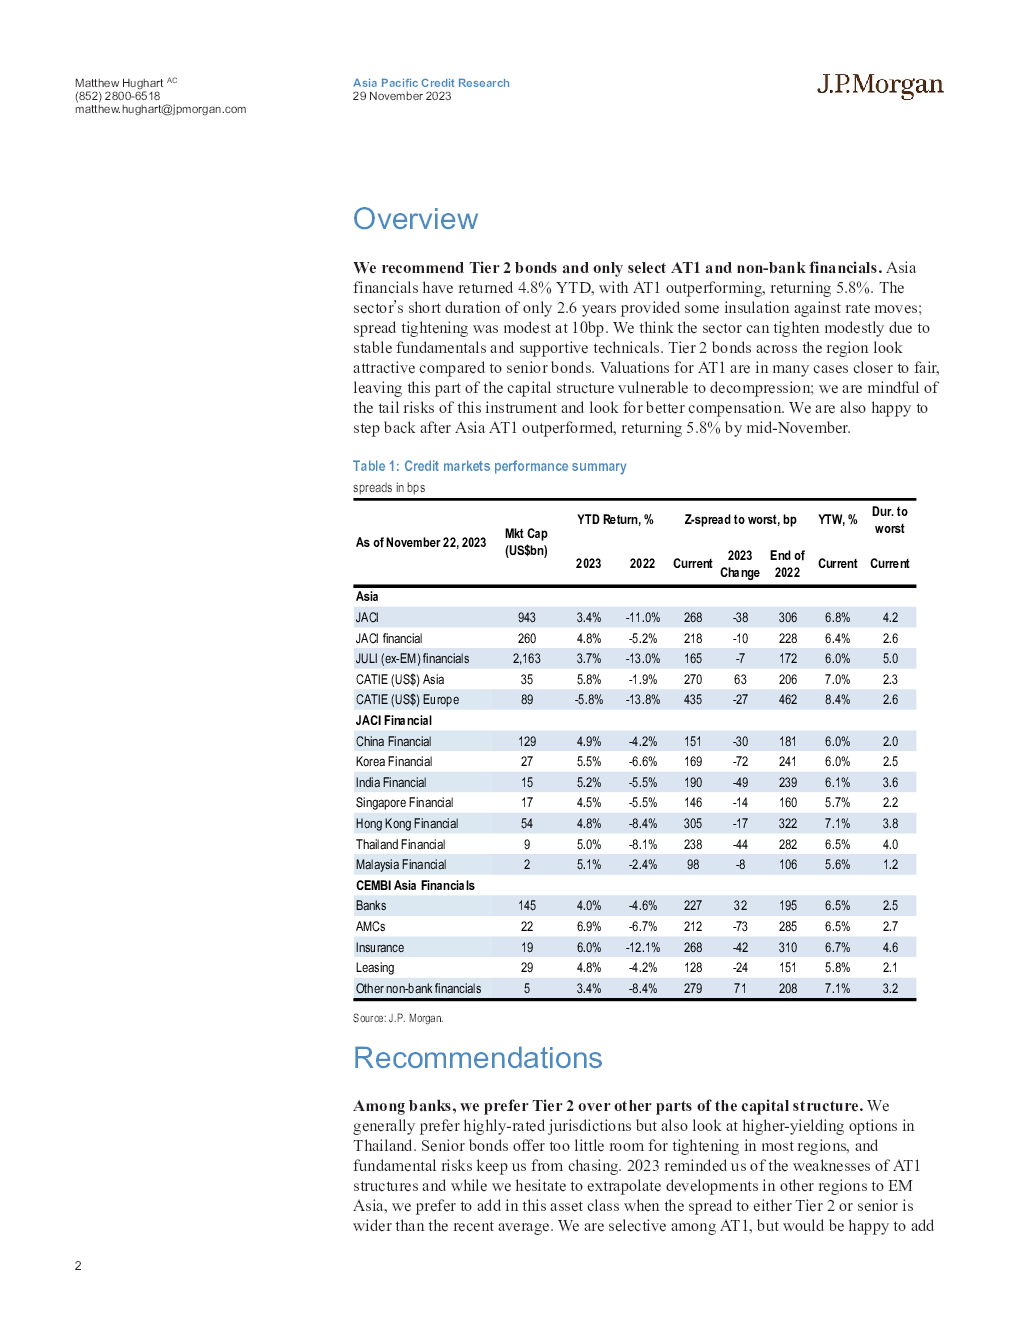 Matthew Hughart AC
(852) 2800-6518
matthew.hughart@jpmorgan.com
Asia Pacific Credit Research
29 November 2023
J.P.Morgan
Overview
We recommend Tier 2 bonds and only select AT1 and non-bank financials. Asia
financials have returned 4.8% YTD, with AT1 outperforming, returning 5.8%. The
sector’s short duration of only 2.6 years provided some insulation against rate moves;
spread tightening was modest at 10bp. We think the sector can tighten modestly due to
stable fundamentals and supportive technicals. Tier 2 bonds across the region look
attractive compared to senior bonds. Valuations for AT1 are in many cases closer to fair,
leaving this part of the capital structure vulnerable to decompression; we are mindful of
the tail risks of this instrument and look for better compensation. We are also happy to
step back after Asia AT1 outperformed, returning 5.8% by mid-November.
Table 1: Credit markets performance summary
spreads in bps
As of November 22, 2023 Mkt Cap (US$bn) YTD Return, % Z-spread to worst, bp YTW, % Dur. to worst
2023 2022 Current 2023 Change End of 2022 Current Current
Asia
JACI 943 3.4% -11.0% 268 -38 306 6.8% 4.2
JACI financial 260 4.8% -5.2% 218 -10 228 6.4% 2.6
JULI (ex-EM) financials 2,163 3.7% -13.0% 165 -7 172 6.0% 5.0
CATIE (US$) Asia 35 5.8% -1.9% 270 63 206 7.0% 2.3
CATIE (US$) Europe 89 -5.8% -13.8% 435 -27 462 8.4% 2.6
JACI Financial
China Financial 129 4.9% -4.2% 151 -30 181 6.0% 2.0
Korea Financial 27 5.5% -6.6% 169 -72 241 6.0% 2.5
India Financial 15 5.2% -5.5% 190 -49 239 6.1% 3.6
Singapore Financial 17 4.5% -5.5% 146 -14 160 5.7% 2.2
Hong Kong Financial 54 4.8% -8.4% 305 -17 322 7.1% 3.8
Thailand Financial 9 5.0% -8.1% 238 -44 282 6.5% 4.0
Malaysia Financial 2 5.1% -2.4% 98 -8 106 5.6% 1.2
CEMBI Asia Financials
Banks 145 4.0% -4.6% 227 32 195 6.5% 2.5
AMCs 22 6.9% -6.7% 212 -73 285 6.5% 2.7
Insurance 19 6.0% -12.1% 268 -42 310 6.7% 4.6
Leasing 29 4.8% -4.2% 128 -24 151 5.8% 2.1
Other non-bank financials 5 3.4% -8.4% 279 71 208 7.1% 3.2
Source: J.P. Morgan.
Recommendations
Among banks, we prefer Tier 2 over other parts of the capital structure. We
generally prefer highly-rated jurisdictions but also look at higher-yielding options in
Thailand. Senior bonds offer too little room for tightening in most regions, and
fundamental risks keep us from chasing. 2023 reminded us of the weaknesses of AT1
structures and while we hesitate to extrapolate developments in other regions to EM
Asia, we prefer to add in this asset class when the spread to either Tier 2 or senior is
wider than the recent average. We are selective among AT1, but would be happy to add
2